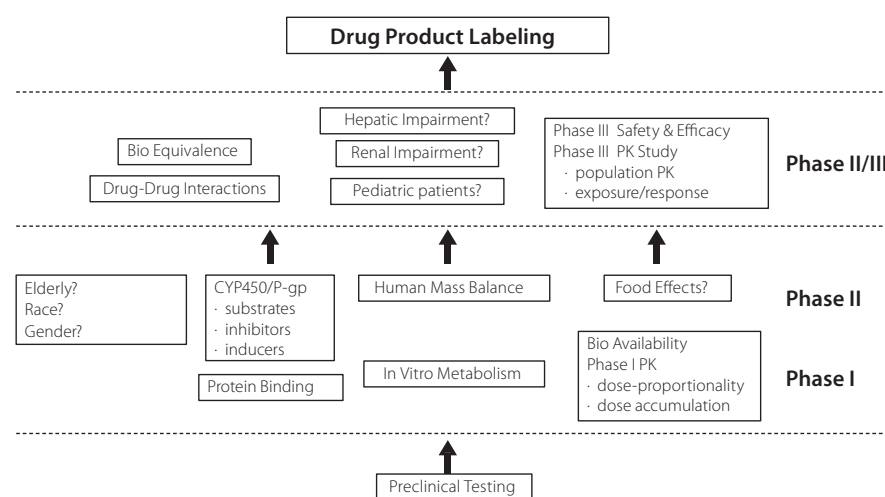 Drug Product Labeling
Hepatic Impairment?
Bio Equivalence
Renal Impairment?
Drug-Drug Interactions
Pediatric patients?
Phase III Safety & Efficacy
Phase III PK Study
· population PK
· exposure/response
Phase II/III
Elderly?
Race?
Gender?
CYP450/P-gp
· substrates
· inhibitors
· inducers
Human Mass Balance
Food Effects?
Phase II
Protein Binding
In Vitro Metabolism
Bio Availability
Phase I PK
· dose-proportionality
· dose accumulation
Phase I
Preclinical Testing